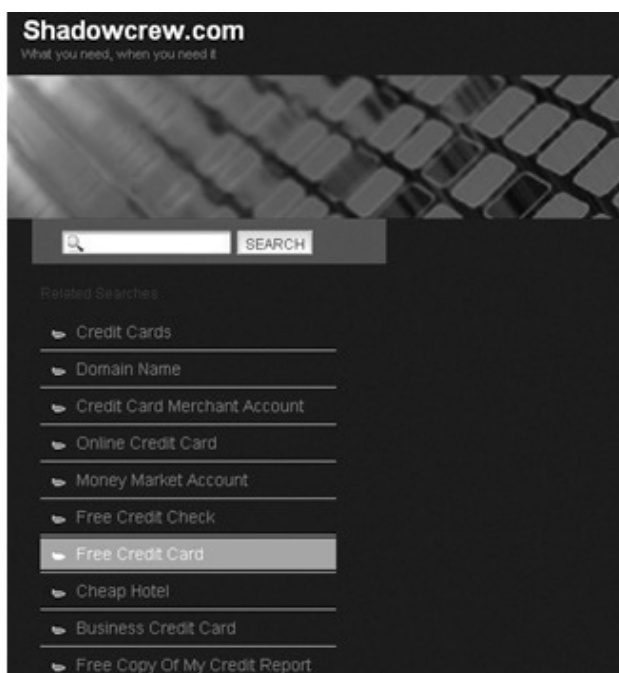 Shadowcrew.com
What you need, when you need it
SEARCH
Related Searches
Credit Cards
Domain Name
Credit Card Merchant Account
Online Credit Card
Money Market Account
Free Credit Check
Free Credit Card
Cheap Hotel
Business Credit Card
Free Copy Of My Credit Report